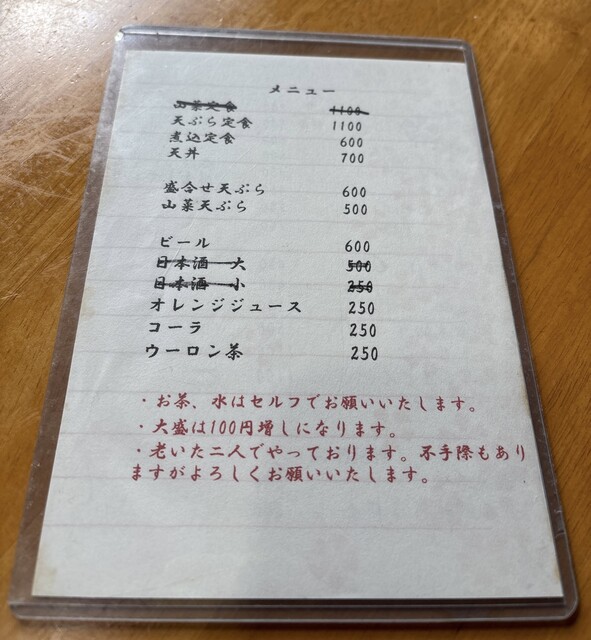 メニュー
山菜定食 1100
天ぷら定食 1100
煮込定食 600
天丼 700
盛合せ天ぷら 600
山菜天ぷら 500
ビール 600
日本酒 大 500
日本酒 小 250
オレンジジュース 250
コーラ 250
ウーロン茶 250
・お茶、水はセルフでお願いいたします。
・大盛は100円増しになります。
・老いた二人でやっております。不手際もあり
ますがよろしくお願いいたします。